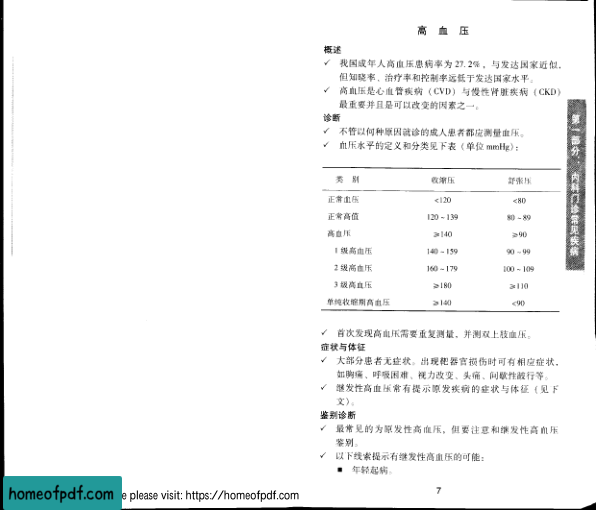 高 血 压
概述
✓ 我国成年人高血压患病率为 27.2%，与发达国家近似，
但知晓率、治疗率和控制率远低于发达国家水平。
✓ 高血压是心血管疾病（CVD）与慢性肾脏疾病（CKD）
最重要并且是可以改变的因素之一。
诊断
✓ 不管以何种原因就诊的成人患者都应测量血压。
✓ 血压水平的定义和分类见下表（单位 mmHg）：
类 别 收缩压 舒张压
正常血压 <120 <80
正常高值 120～139 80～89
高血压 ≥140 ≥90
1 级高血压 140～159 90～99
2 级高血压 160～179 100～109
3 级高血压 ≥180 ≥110
单纯收缩期高血压 ≥140 <90
✓ 首次发现高血压需要重复测量，并测双上肢血压。
症状与体征
✓ 大部分患者无症状。出现靶器官损伤时可有相应症状，
如胸痛、呼吸困难、视力改变、头痛、间歇性跛行等。
✓ 继发性高血压常有提示原发疾病的症状与体征（见下
文）。
鉴别诊断
✓ 最常见的为原发性高血压，但要注意和继发性高血压
鉴别。
✓ 以下线索提示有继发性高血压的可能：
■ 年轻起病。
7
第一部分，内科门诊常见疾病
homeofpdf.com
e please visit: https://homeofpdf.com